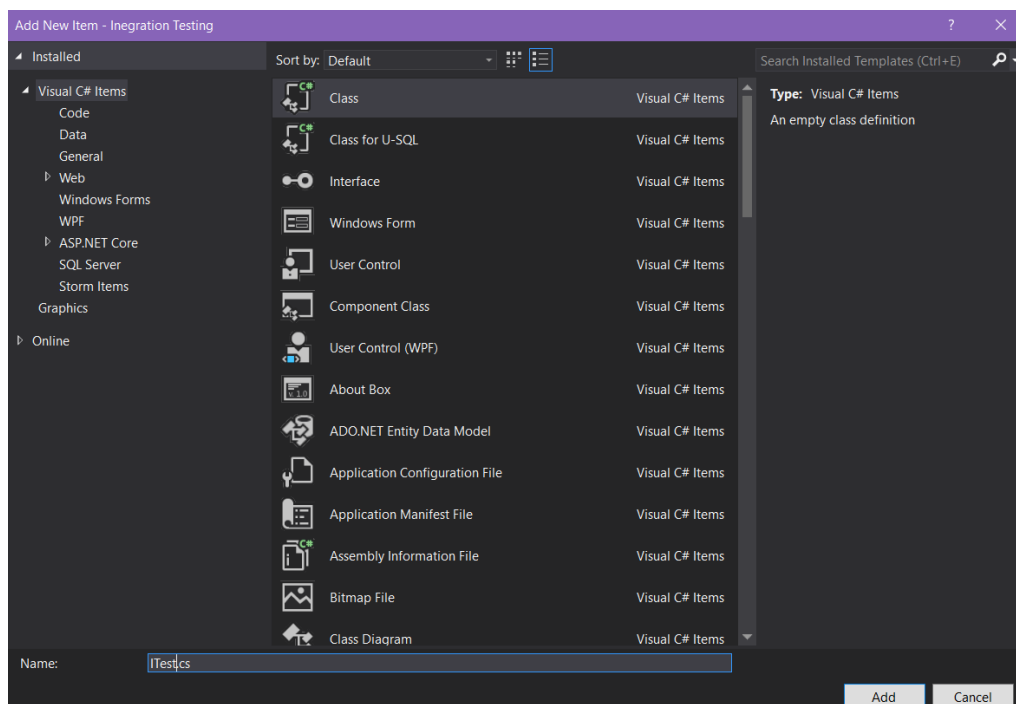 Add New Item - Inegration Testing ? ×
Installed
Sort by: Default
Search Installed Templates (Ctrl+E)
Visual C# Items
Code
Data
General
Web
Windows Forms
WPF
ASP.NET Core
SQL Server
Storm Items
Graphics
Online
C# Class Visual C# Items
C# Class for U-SQL Visual C# Items
Interface Visual C# Items
Windows Form Visual C# Items
User Control Visual C# Items
Component Class Visual C# Items
User Control (WPF) Visual C# Items
v 1.0 About Box Visual C# Items
ADO.NET Entity Data Model Visual C# Items
Application Configuration File Visual C# Items
Application Manifest File Visual C# Items
C# Assembly Information File Visual C# Items
Bitmap File Visual C# Items
Class Diagram Visual C# Items
Type: Visual C# Items
An empty class definition
Name: ITest.cs
Add Cancel